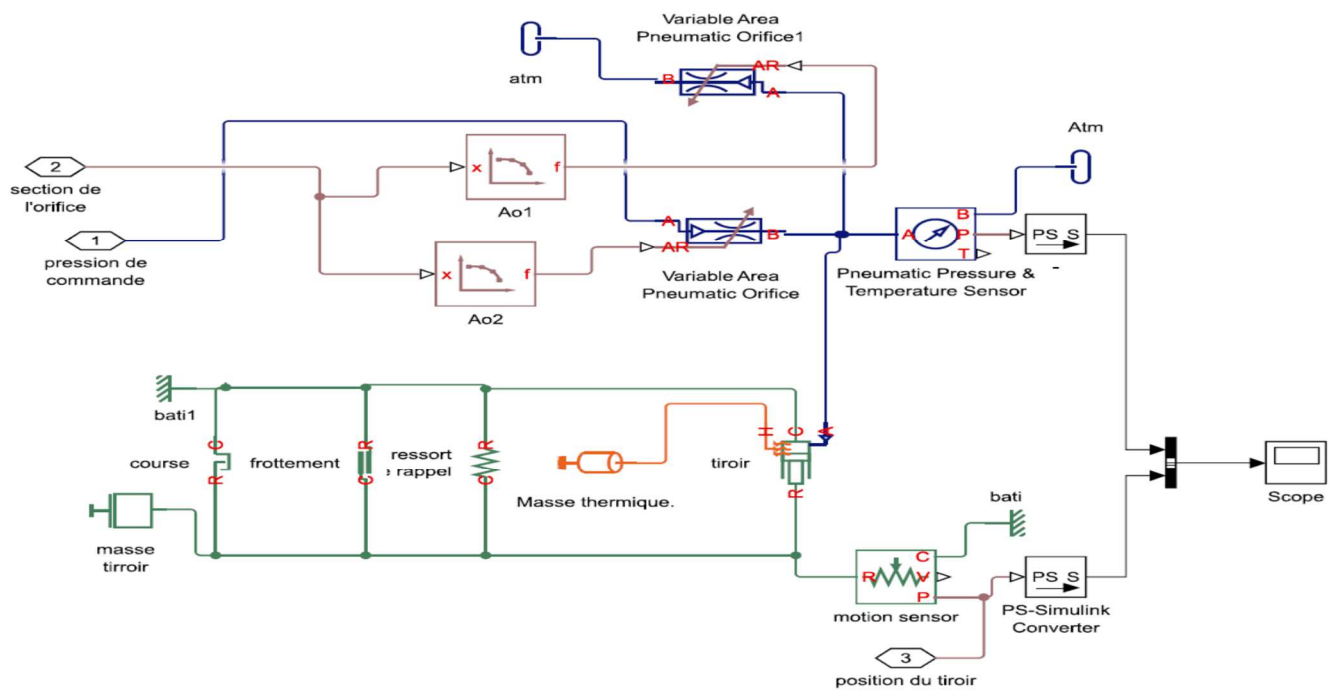 Variable Area
Pneumatic Orifice1
atm
B
AR
A
Atm
2
section de
l'orifice
x
f
Ao1
1
pression de
commande
A
AR
B
Variable Area
Pneumatic Orifice
x
f
Ao2
A
B
P
T
PS S
Pneumatic Pressure &
Temperature Sensor
-
bati1
course
C
R
frottement
R
C
ressort
e rappel
R
C
Masse thermique.
H
C
A
tiroir
R
masse
tirroir
bati
R
C
V
P
motion sensor
PS S
PS-Simulink
Converter
Scope
3
position du tiroir